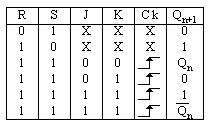 R S J K Ck Qn+1
0 1 X X X 0
1 0 X X X 1
1 1 0 0 Qn
1 1 0 1 0
1 1 1 0 1
1 1 1 1 Q̅n